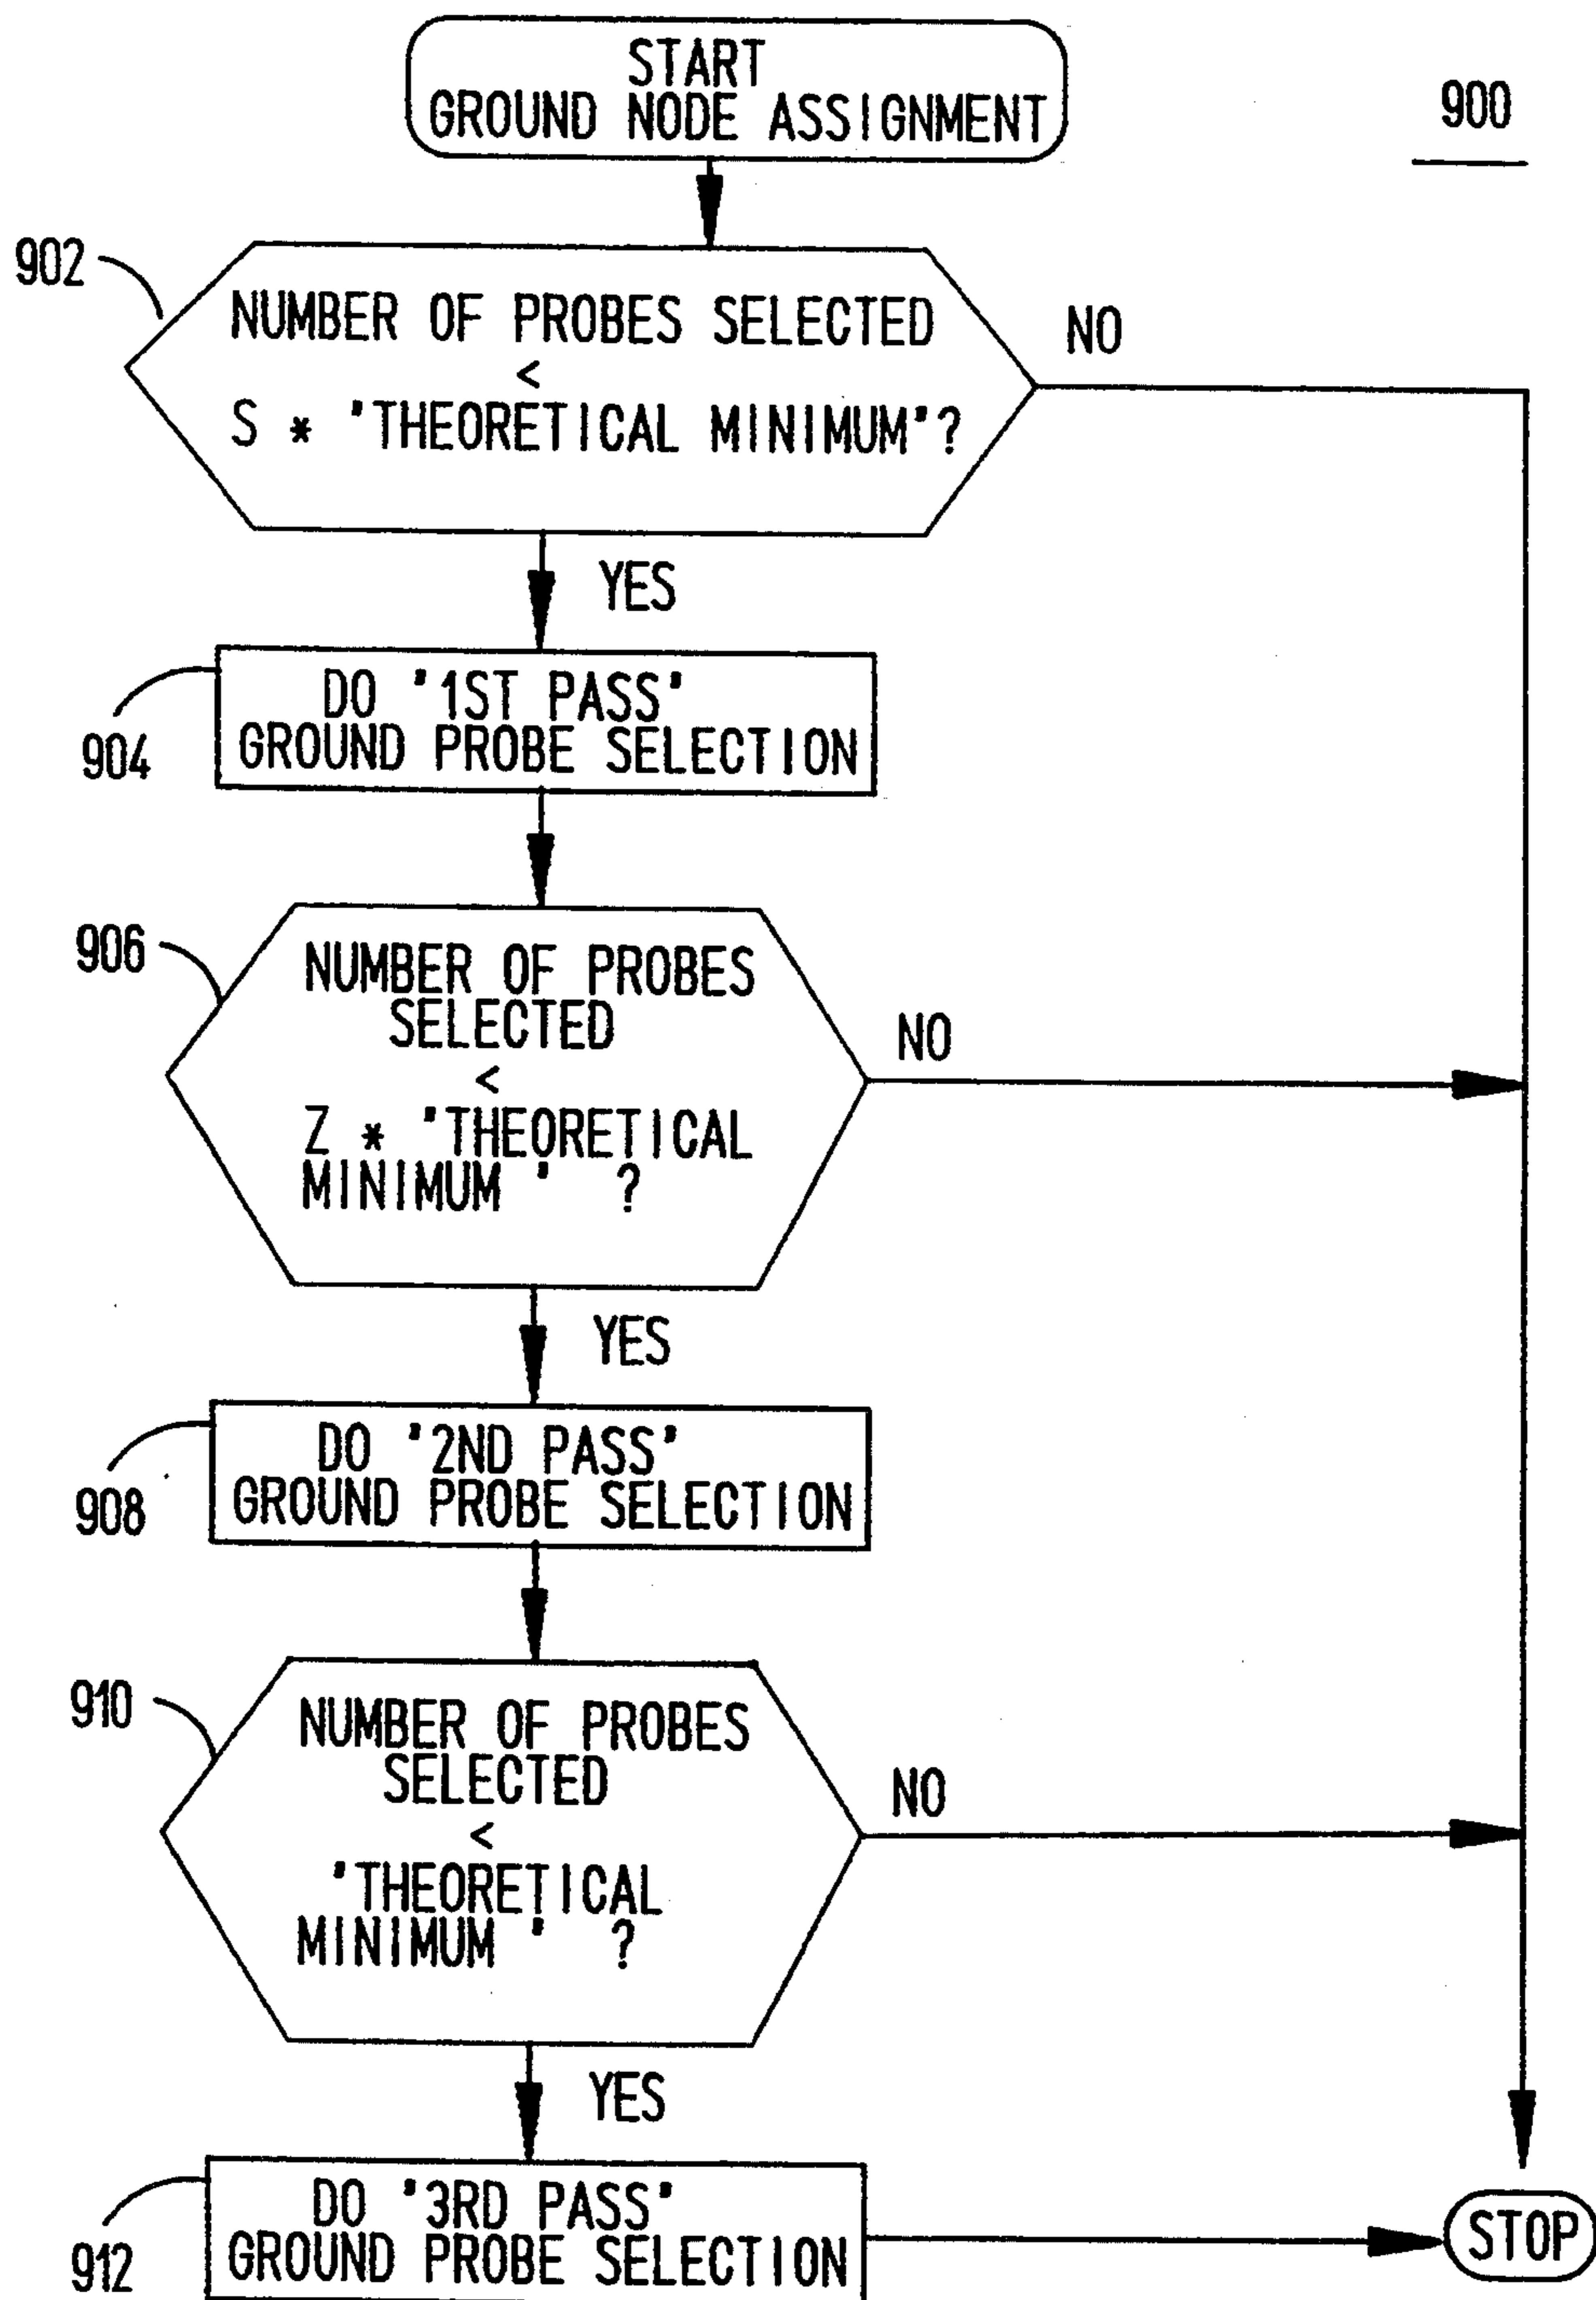 START
GROUND NODE ASSIGNMENT
900
902
NUMBER OF PROBES SELECTED
<
S * "THEORETICAL MINIMUM"?
NO
YES
904
DO "1ST PASS"
GROUND PROBE SELECTION
906
NUMBER OF PROBES
SELECTED
<
Z * "THEORETICAL
MINIMUM " ?
NO
YES
908
DO "2ND PASS"
GROUND PROBE SELECTION
910
NUMBER OF PROBES
SELECTED
<
"THEORETICAL
MINIMUM " ?
NO
YES
912
DO "3RD PASS"
GROUND PROBE SELECTION
STOP